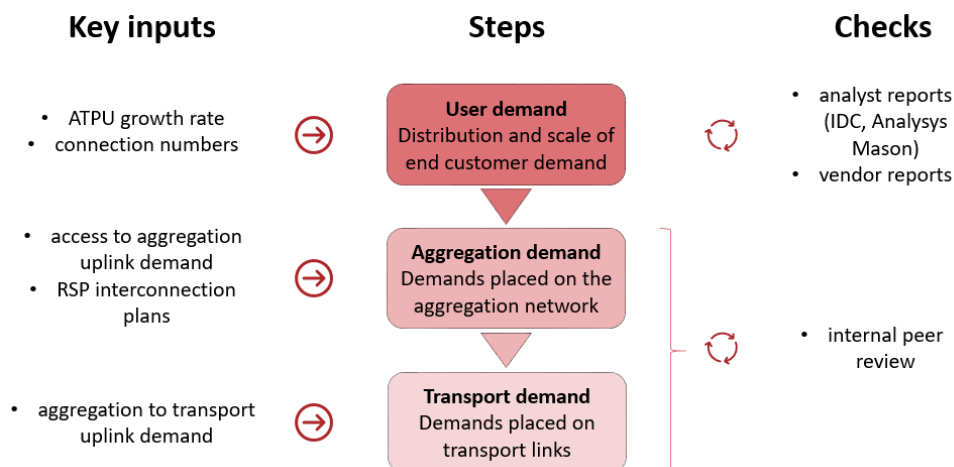 Key inputs
Steps
Checks
• ATPU growth rate
• connection numbers
User demand
Distribution and scale of
end customer demand
• analyst reports
(IDC, Analysys
Mason)
• vendor reports
• access to aggregation
uplink demand
• RSP interconnection
plans
Aggregation demand
Demands placed on the
aggregation network
• internal peer
review
• aggregation to transport
uplink demand
Transport demand
Demands placed on
transport links